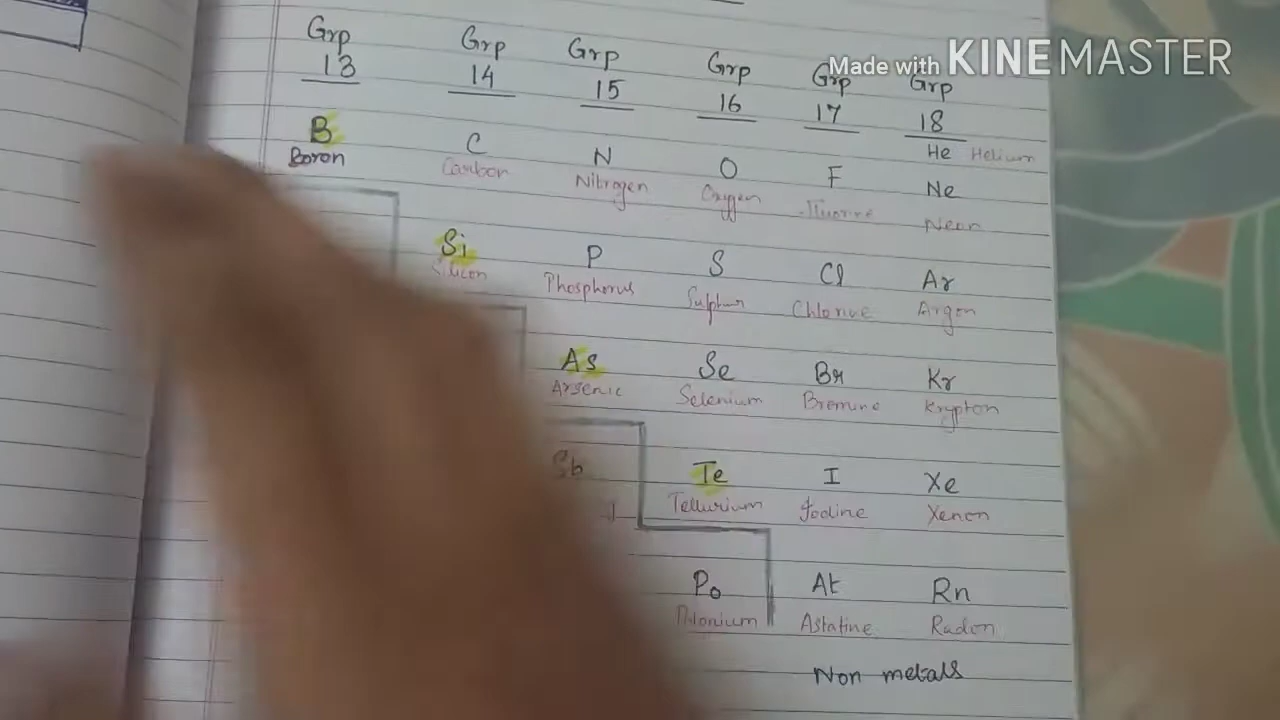 Made with KINEMASTER
Grp Grp Grp Grp Grp Grp
13 14 15 16 17 18
He Helium
B C N O F Ne
Boron Carbon Nitrogen Oxygen Fluorine Neon
Si P S Cl Ar
Silicon Phosphorus Sulphur Chlorine Argon
As Se Br Kr
Arsenic Selenium Bromine Krypton
Sb Te I Xe
Tellurium Iodine Xenon
Po At Rn
Polonium Astatine Radon
Non metals